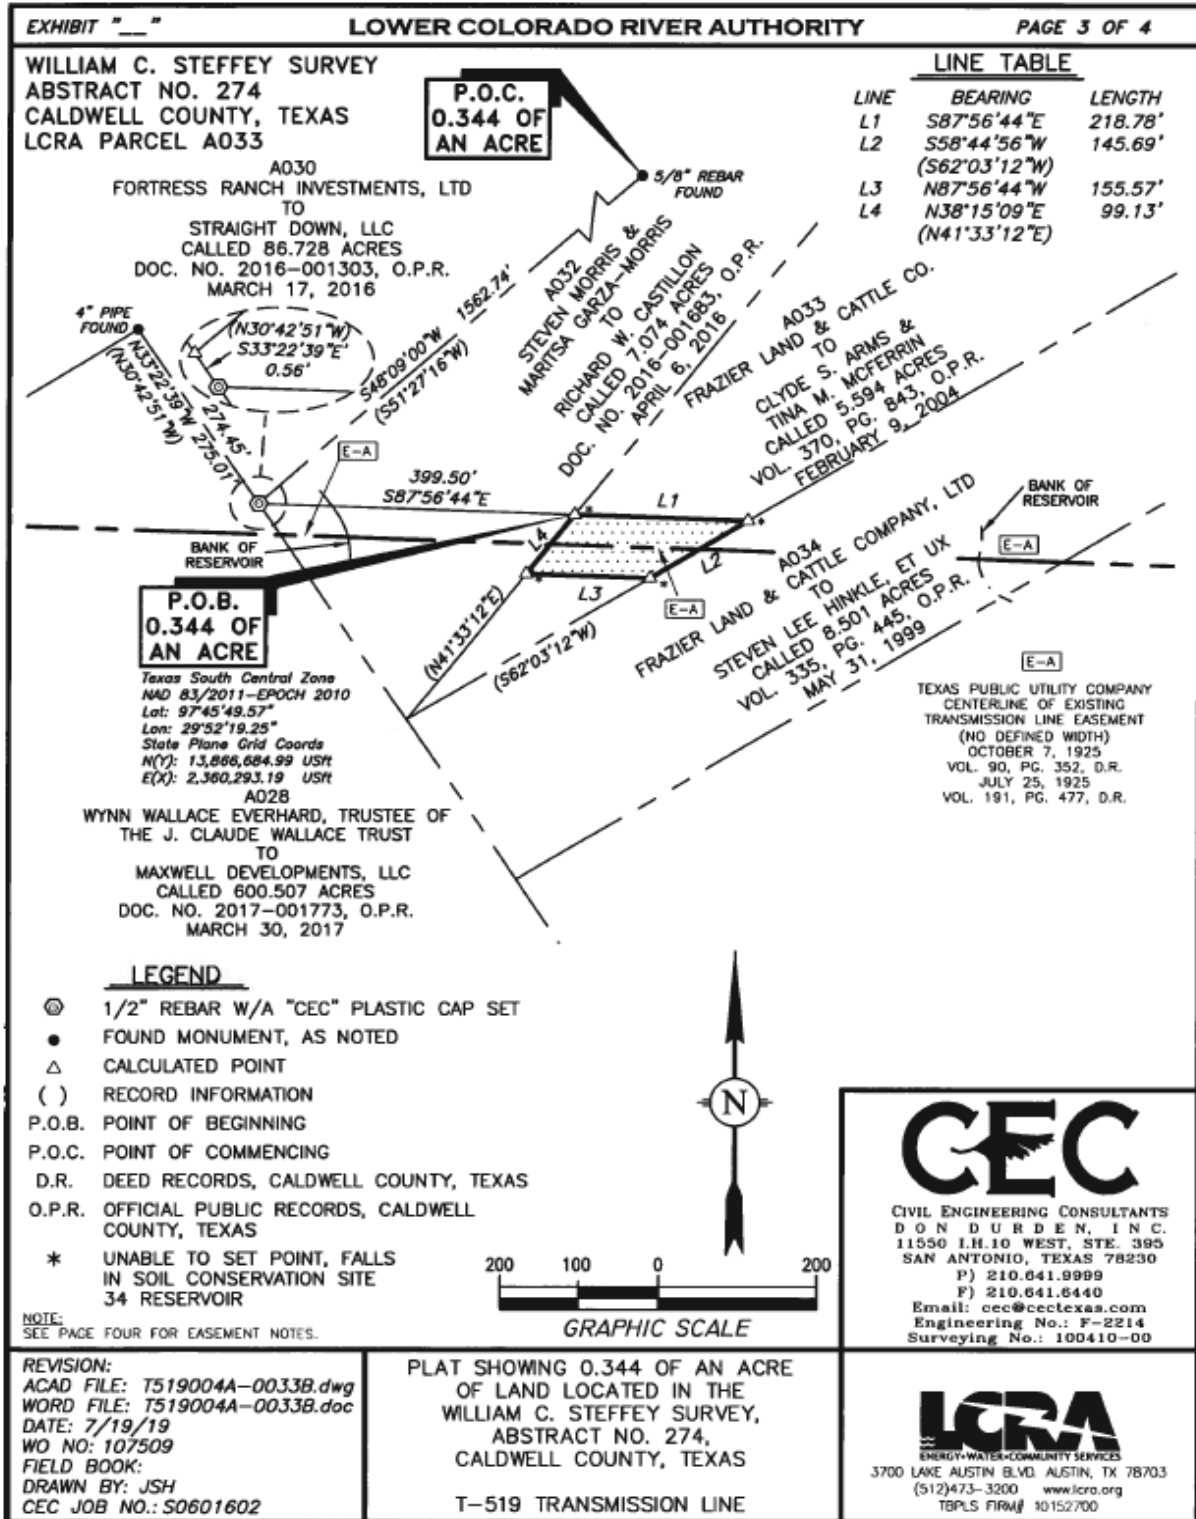 EXHIBIT "__"
LOWER COLORADO RIVER AUTHORITY
PAGE 3 OF 4
WILLIAM C. STEFFEY SURVEY
ABSTRACT NO. 274
CALDWELL COUNTY, TEXAS
LCRA PARCEL A033
P.O.C.
0.344 OF
AN ACRE
LINE TABLE
LINE BEARING LENGTH
L1 S87°56'44"E 218.78'
L2 S58°44'56"W 145.69'
(S62°03'12"W)
L3 N87°56'44"W 155.57'
L4 N38°15'09"E 99.13'
(N41°33'12"E)
A030
FORTRESS RANCH INVESTMENTS, LTD
TO
STRAIGHT DOWN, LLC
CALLED 86.728 ACRES
DOC. NO. 2016-001303, O.P.R.
MARCH 17, 2016
5/8" REBAR
FOUND
4" PIPE
FOUND
(N30°42'51"W)
S33°22'39"E'
0.56'
N33°22'39"W 274.45'
(N30°42'51"W) 275.01'
S48°09'00"W 1562.74'
(S51°27'16"W)
A032
STEVEN MORRIS &
MARITSA GARZA-MORRIS
TO
RICHARD W. CASTILLON
CALLED 7.074 ACRES
DOC. NO. 2016-001683, O.P.R.
APRIL 6, 2016
A033
FRAZIER LAND & CATTLE CO.
TO
CLYDE S. ARMS &
TINA M. MCFERRIN
CALLED 5.594 ACRES
VOL. 370, PG. 843, O.P.R.
FEBRUARY 9, 2004
E-A
399.50'
S87°56'44"E
L1
BANK OF
RESERVOIR
L4
L2
L3
E-A
BANK OF
RESERVOIR
E-A
A034
FRAZIER LAND & CATTLE COMPANY, LTD
TO
STEVEN LEE HINKLE, ET UX
CALLED 8.501 ACRES
VOL. 335, PG. 445, O.P.R.
MAY 31, 1999
P.O.B.
0.344 OF
AN ACRE
(N41°33'12"E)
(S62°03'12"W)
Texas South Central Zone
NAD 83/2011-EPOCH 2010
Lat: 97°45'49.57"
Lon: 29°52'19.25"
State Plane Grid Coords
N(Y): 13,866,684.99 USft
E(X): 2,360,293.19 USft
E-A
TEXAS PUBLIC UTILITY COMPANY
CENTERLINE OF EXISTING
TRANSMISSION LINE EASEMENT
(NO DEFINED WIDTH)
OCTOBER 7, 1925
VOL. 90, PG. 352, D.R.
JULY 25, 1925
VOL. 191, PG. 477, D.R.
A028
WYNN WALLACE EVERHARD, TRUSTEE OF
THE J. CLAUDE WALLACE TRUST
TO
MAXWELL DEVELOPMENTS, LLC
CALLED 600.507 ACRES
DOC. NO. 2017-001773, O.P.R.
MARCH 30, 2017
LEGEND
1/2" REBAR W/A "CEC" PLASTIC CAP SET
FOUND MONUMENT, AS NOTED
CALCULATED POINT
( ) RECORD INFORMATION
P.O.B. POINT OF BEGINNING
P.O.C. POINT OF COMMENCING
D.R. DEED RECORDS, CALDWELL COUNTY, TEXAS
O.P.R. OFFICIAL PUBLIC RECORDS, CALDWELL
COUNTY, TEXAS
* UNABLE TO SET POINT, FALLS
IN SOIL CONSERVATION SITE
34 RESERVOIR
NOTE:
SEE PAGE FOUR FOR EASEMENT NOTES.
N
200 100 0 200
GRAPHIC SCALE
CEC
CIVIL ENGINEERING CONSULTANTS
DON DURDEN, INC.
11550 I.H.10 WEST, STE. 395
SAN ANTONIO, TEXAS 78230
P) 210.641.9999
F) 210.641.6440
Email: cec@cectexas.com
Engineering No.: F-2214
Surveying No.: 100410-00
REVISION:
ACAD FILE: T519004A-0033B.dwg
WORD FILE: T519004A-0033B.doc
DATE: 7/19/19
WO NO: 107509
FIELD BOOK:
DRAWN BY: JSH
CEC JOB NO.: S0601602
PLAT SHOWING 0.344 OF AN ACRE
OF LAND LOCATED IN THE
WILLIAM C. STEFFEY SURVEY,
ABSTRACT NO. 274,
CALDWELL COUNTY, TEXAS
T-519 TRANSMISSION LINE
LCRA
ENERGY•WATER•COMMUNITY SERVICES
3700 LAKE AUSTIN BLVD. AUSTIN, TX 78703
(512)473-3200 www.lcra.org
TBPLS FIRM# 10152700